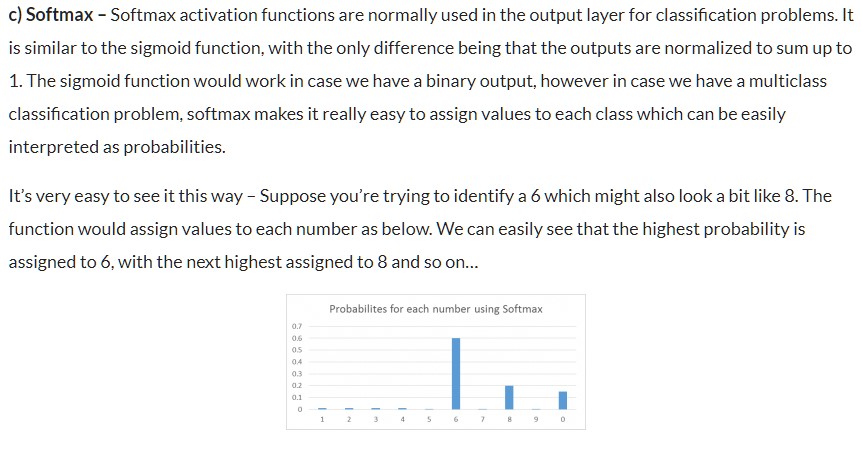 c) Softmax – Softmax activation functions are normally used in the output layer for classification problems. It
is similar to the sigmoid function, with the only difference being that the outputs are normalized to sum up to
1. The sigmoid function would work in case we have a binary output, however in case we have a multiclass
classification problem, softmax makes it really easy to assign values to each class which can be easily
interpreted as probabilities.
It's very easy to see it this way – Suppose you're trying to identify a 6 which might also look a bit like 8. The
function would assign values to each number as below. We can easily see that the highest probability is
assigned to 6, with the next highest assigned to 8 and so on...
Probabilites for each number using Softmax
0.7
0.6
0.5
0.4
0.3
0.2
0.1
0
1 2 3 4 5 6 7 8 9 0